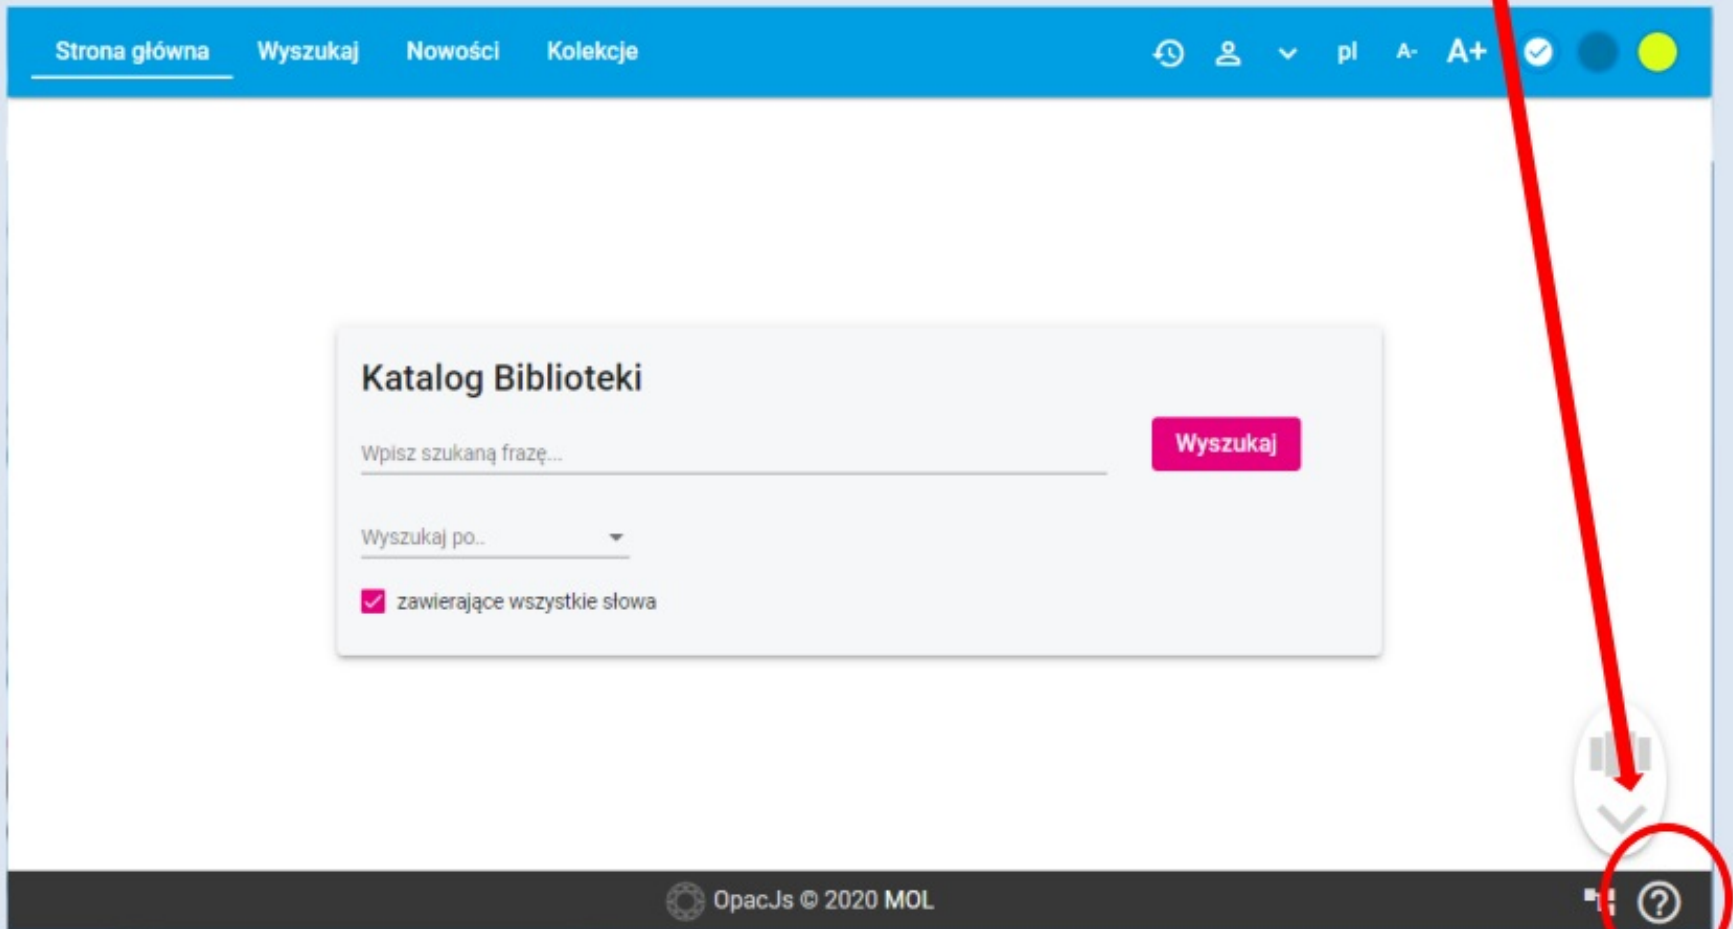 Strona główna Wyszukaj Nowości Kolekcje pl A- A+
Katalog Biblioteki
Wpisz szukaną frazę...
Wyszukaj
Wyszukaj po..
zawierające wszystkie słowa
OpacJs © 2020 MOL
?